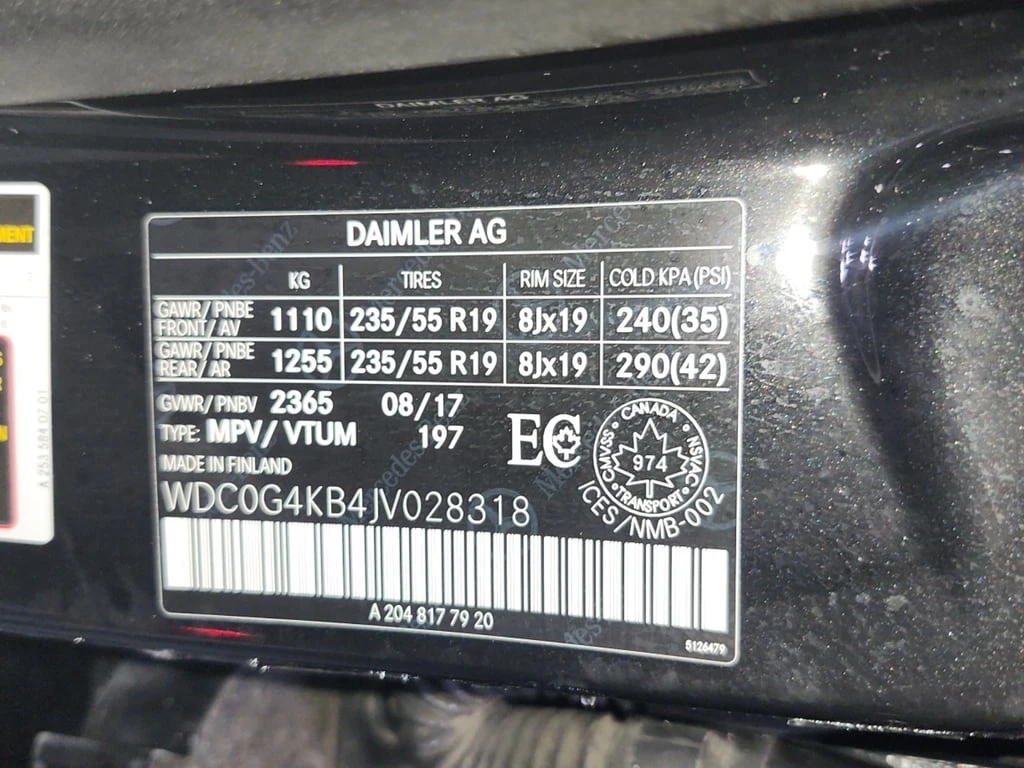 DAIMLER AG
DAIMLER AG
MENT
KG TIRES RIM SIZE COLD KPA (PSI)
GAWR / PNBE FRONT / AV 1110 235/55 R19 8Jx19 240(35)
GAWR / PNBE REAR / AR 1255 235/55 R19 8Jx19 290(42)
GVWR / PNBV 2365 08/17
TYPE: MPV/ VTUM 197
MADE IN FINLAND
EC
CANADA
CMVSS 974 NSVAC
TRANSPORT
ICES / NMB-002
WDC0G4KB4JV028318
A 204 817 79 20
5126479